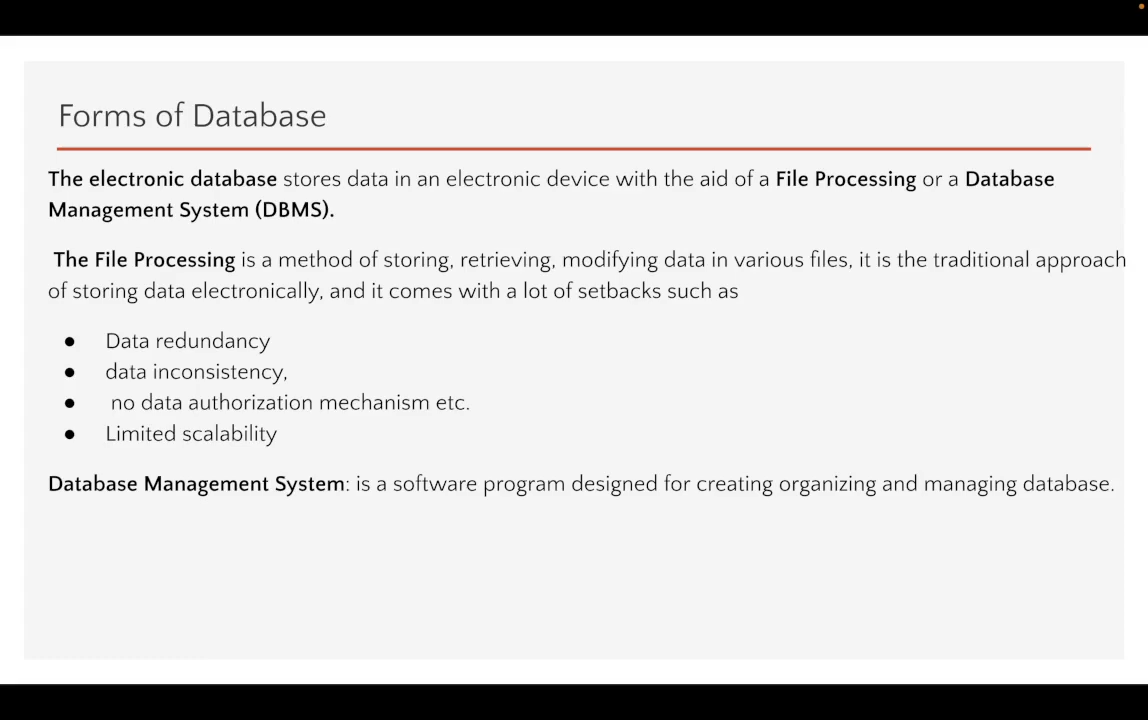 Forms of Database
The electronic database stores data in an electronic device with the aid of a File Processing or a Database
Management System (DBMS).
The File Processing is a method of storing, retrieving, modifying data in various files, it is the traditional approach
of storing data electronically, and it comes with a lot of setbacks such as
● Data redundancy
● data inconsistency,
● no data authorization mechanism etc.
● Limited scalability
Database Management System: is a software program designed for creating organizing and managing database.